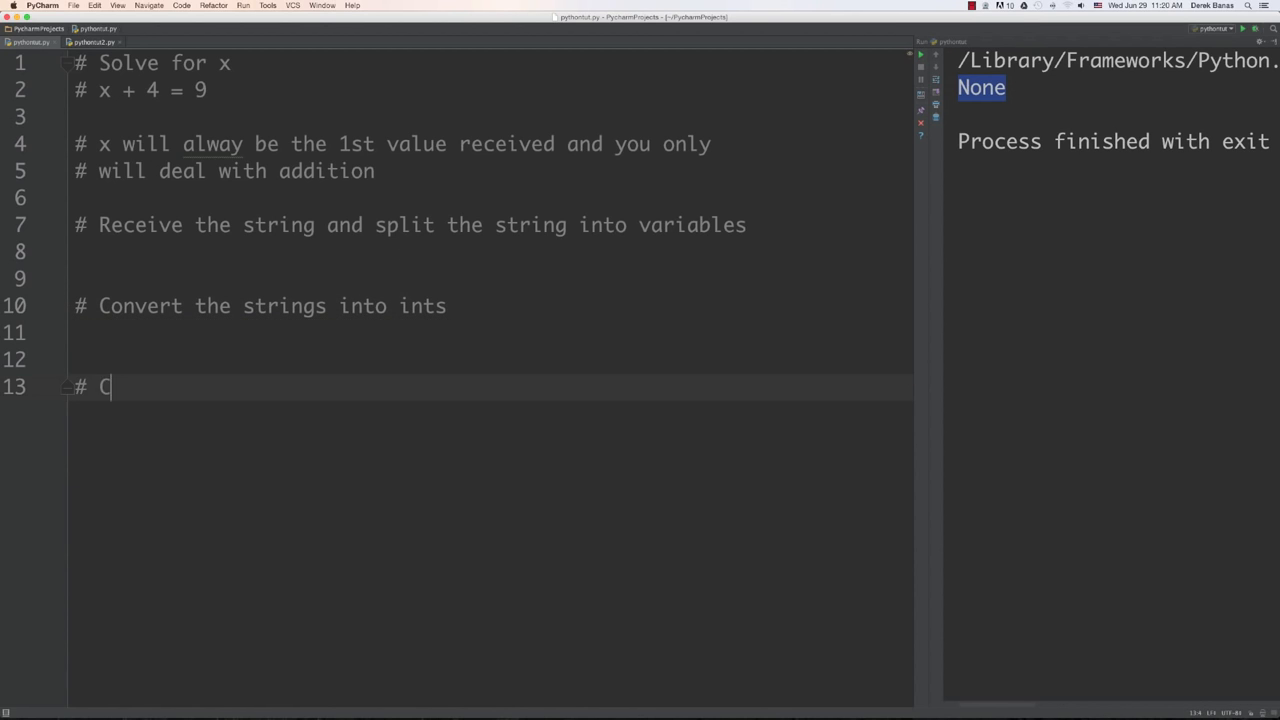 PyCharm File Edit View Navigate Code Refactor Run Tools VCS Window Help
10 Wed Jun 29 11:20 AM Derek Banas
pythontut.py - PycharmProjects - [~/PycharmProjects]
PycharmProjects pythontut.py
pythontut
pythontut.py pythontut2.py
Run pythontut
1 # Solve for x
2 # x + 4 = 9
3
4 # x will alway be the 1st value received and you only
5 # will deal with addition
6
7 # Receive the string and split the string into variables
8
9
10 # Convert the strings into ints
11
12
13 # C
/Library/Frameworks/Python.
None
Process finished with exit
13:4 LF UTF-8